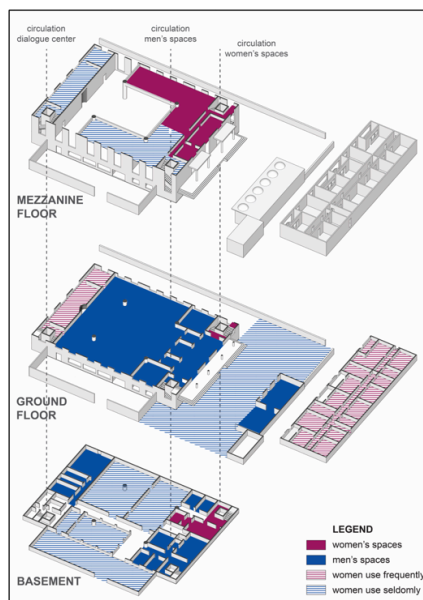 circulation
dialogue center
circulation
men's spaces
circulation
women's spaces
MEZZANINE
FLOOR
GROUND
FLOOR
BASEMENT
LEGEND
women's spaces
men's spaces
women use frequently
women use seldomly